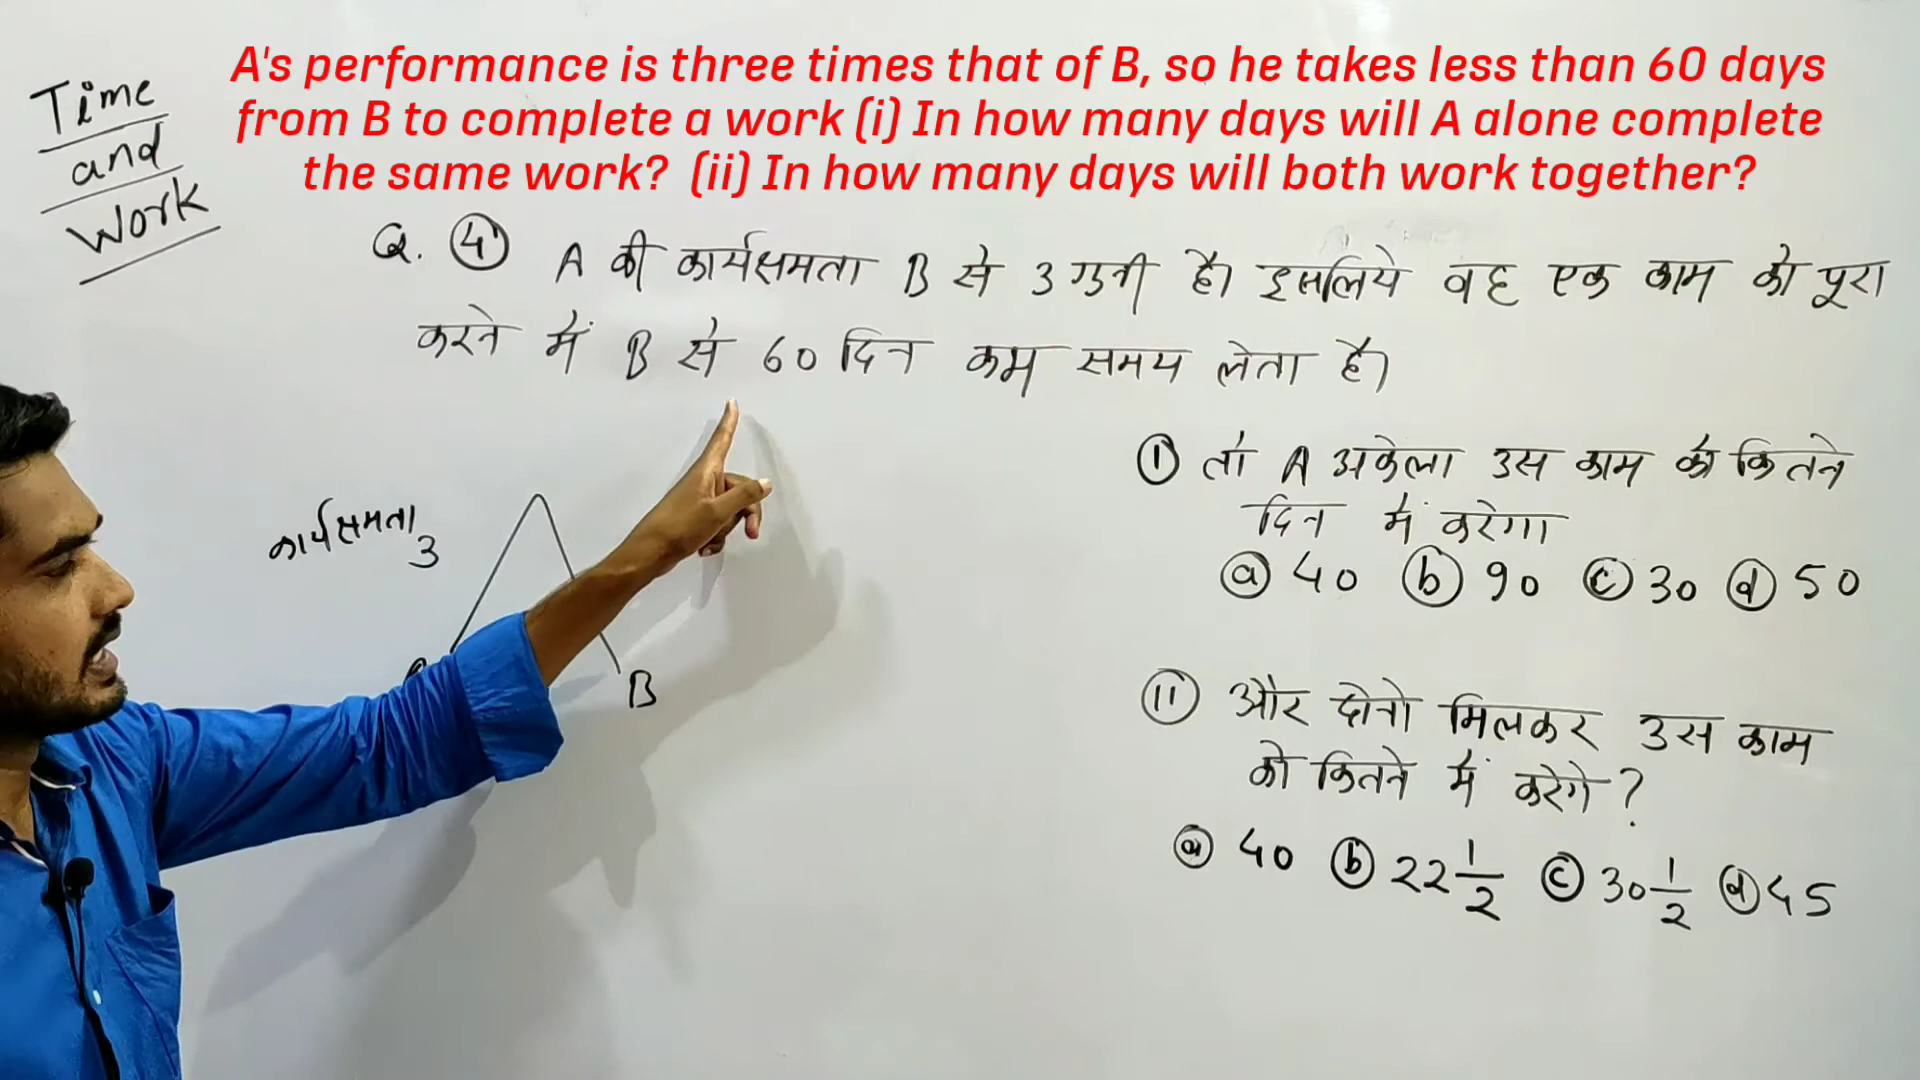 A's performance is three times that of B, so he takes less than 60 days
from B to complete a work (i) In how many days will A alone complete
the same work? (ii) In how many days will both work together?
Time
and
Work
Q. ④ A की कार्यक्षमता B से 3 गुनी है। इसलिये वह एक काम को पूरा
करने में B से 60 दिन कम समय लेता है।
① तो A अकेला उस काम को कितने
दिन में करेगा
ⓐ 40 ⓑ 90 ⓒ 30 ⓓ 50
कार्यक्षमता 3
B
⑪ और दोनो मिलकर उस काम
को कितने में करेगे ?
ⓐ 40 ⓑ 22 1/2 ⓒ 30 1/2 ⓓ 45